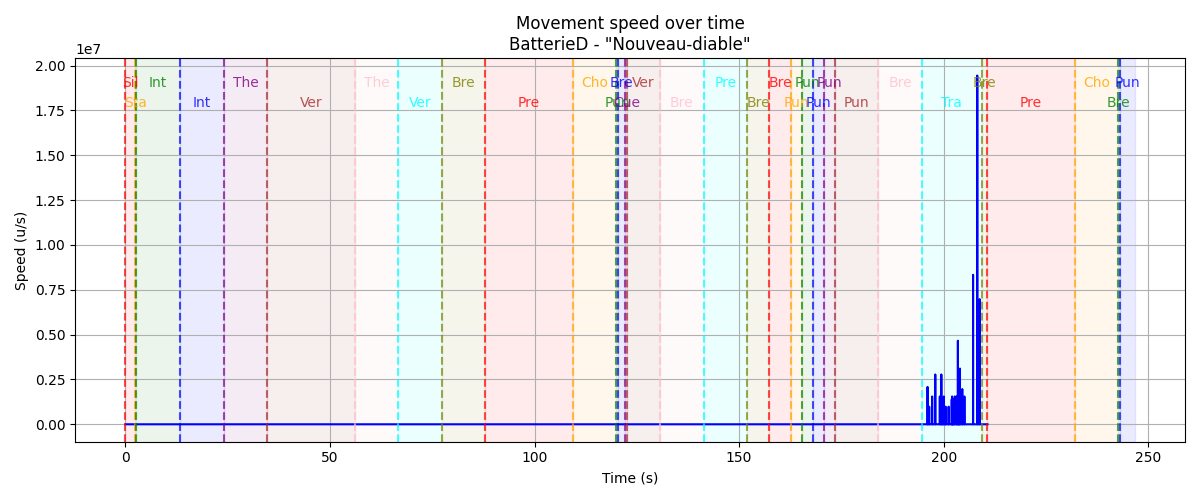 Movement speed over time
BatterieD - "Nouveau-diable"
1e7
2.00
1.75
1.50
1.25
1.00
0.75
0.50
0.25
0.00
Speed (u/s)
Sil Int The The Bre Cho Bre Ver Pre Bre Pun Pun Bre Bre Cho Pun
Sta Int Ver Ver Pre Pun Bre Bre Pun Pun Pun Tra Pre Bre
0 50 100 150 200 250
Time (s)